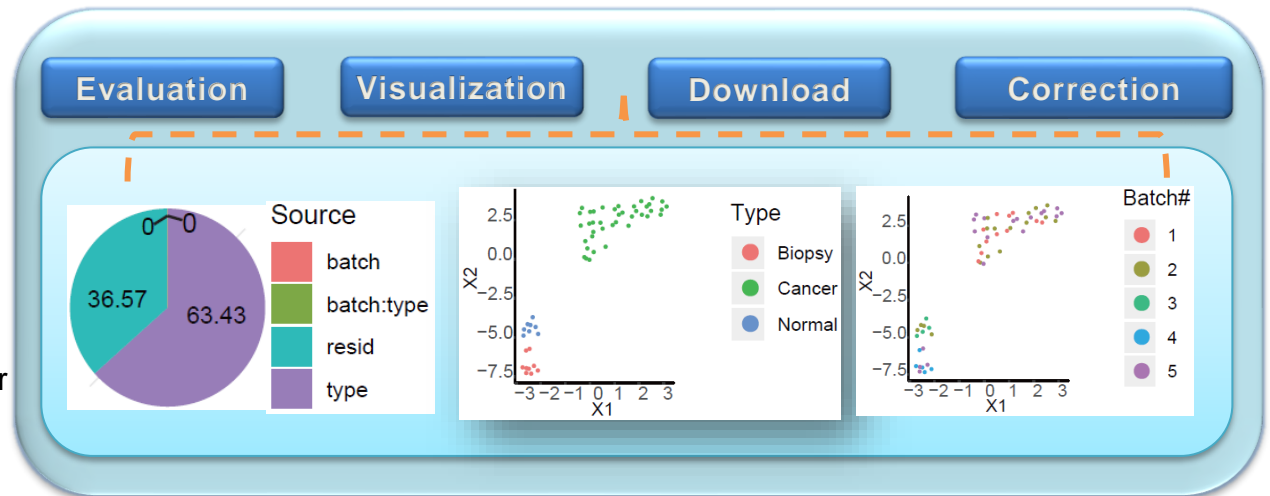 Evaluation
Visualization
Download
Correction
r
0 0
36.57
63.43
Source
batch
batch:type
resid
type
2.5
0.0
−2.5
−5.0
−7.5
X2
−3 −2 −1 0 1 2 3
X1
Type
Biopsy
Cancer
Normal
2.5
0.0
−2.5
−5.0
−7.5
X2
−3 −2 −1 0 1 2 3
X1
Batch#
1
2
3
4
5